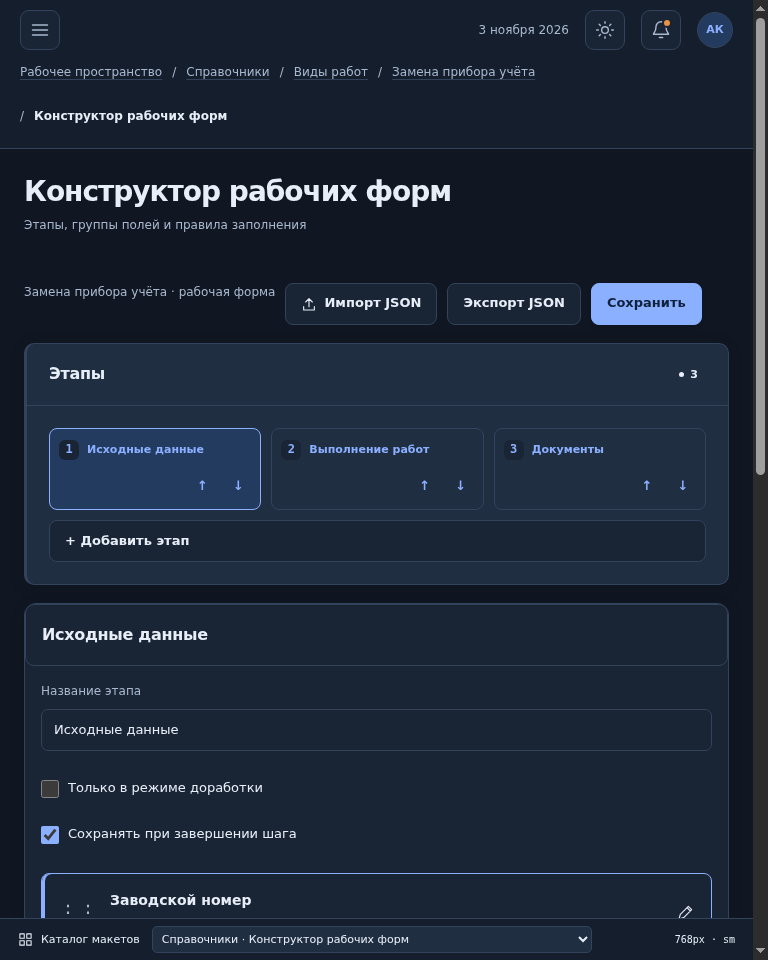 3 ноября 2026
АК
Рабочее пространство / Справочники / Виды работ / Замена прибора учёта
/ Конструктор рабочих форм
Конструктор рабочих форм
Этапы, группы полей и правила заполнения
Замена прибора учёта · рабочая форма
Импорт JSON
Экспорт JSON
Сохранить
Этапы
• 3
1 Исходные данные
↑ ↓
2 Выполнение работ
↑ ↓
3 Документы
↑ ↓
+ Добавить этап
Исходные данные
Название этапа
Исходные данные
Только в режиме доработки
Сохранять при завершении шага
Заводской номер
Каталог макетов
Справочники · Конструктор рабочих форм
768px · sm